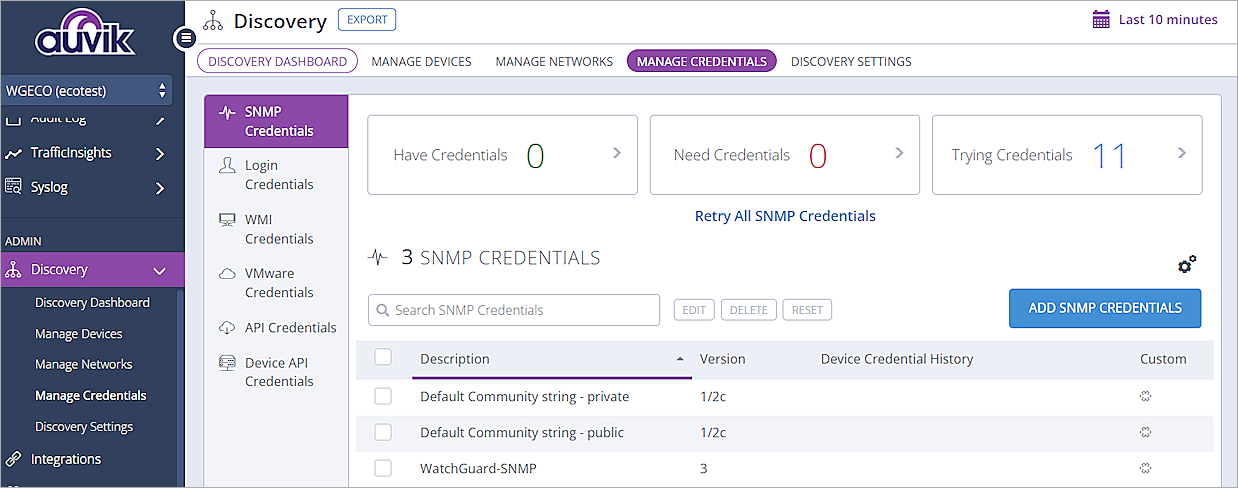 auvik
WGECO (ecotest)
Audit Log
TrafficInsights
Syslog
ADMIN
Discovery
Discovery Dashboard
Manage Devices
Manage Networks
Manage Credentials
Discovery Settings
Integrations
Discovery EXPORT Last 10 minutes
DISCOVERY DASHBOARD MANAGE DEVICES MANAGE NETWORKS MANAGE CREDENTIALS DISCOVERY SETTINGS
SNMP
Credentials
Login
Credentials
WMI
Credentials
VMware
Credentials
API Credentials
Device API
Credentials
Have Credentials 0 Need Credentials 0 Trying Credentials 11
Retry All SNMP Credentials
3 SNMP CREDENTIALS
Search SNMP Credentials EDIT DELETE RESET ADD SNMP CREDENTIALS
Description Version Device Credential History Custom
Default Community string - private 1/2c
Default Community string - public 1/2c
WatchGuard-SNMP 3